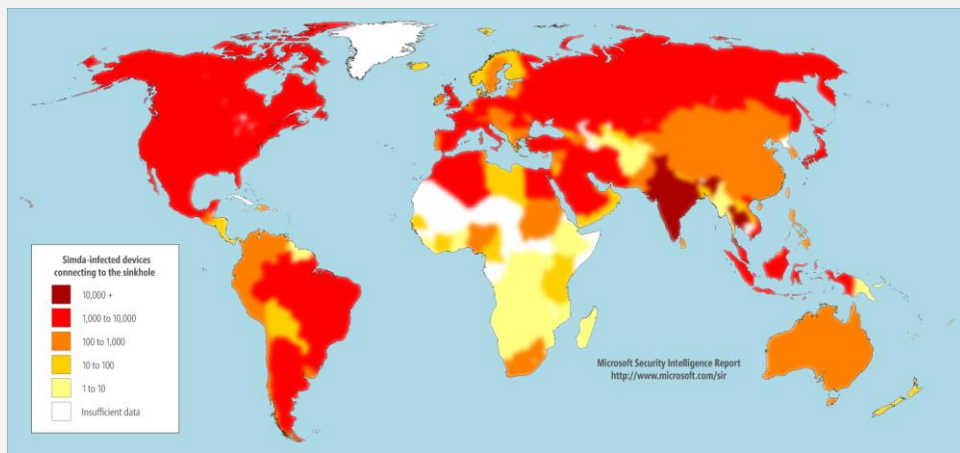 Simda-infected devices
connecting to the sinkhole
10,000 +
1,000 to 10,000
100 to 1,000
10 to 100
1 to 10
Insufficient data
Microsoft Security Intelligence Report
http://www.microsoft.com/sir